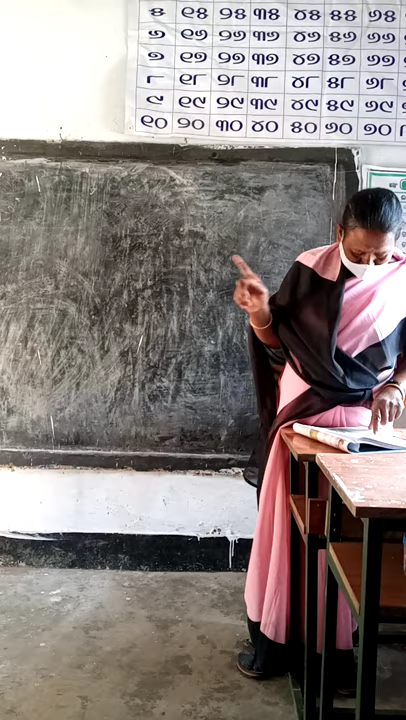 ୫ ୧୫ ୨୫ ୩୫ ୪୫ ୫୫ ୬୫
୬ ୧୬ ୨୬ ୩୬ ୪୬ ୫୬ ୬୬
୭ ୧୭ ୨୭ ୩୭ ୪୭ ୫୭ ୬୭
୮ ୧୮ ୨୮ ୩୮ ୪୮ ୫୮ ୬୮
୯ ୧୯ ୨୯ ୩୯ ୪୯ ୫୯ ୬୯
୧୦ ୨୦ ୩୦ ୪୦ ୫୦ ୬୦ ୭୦